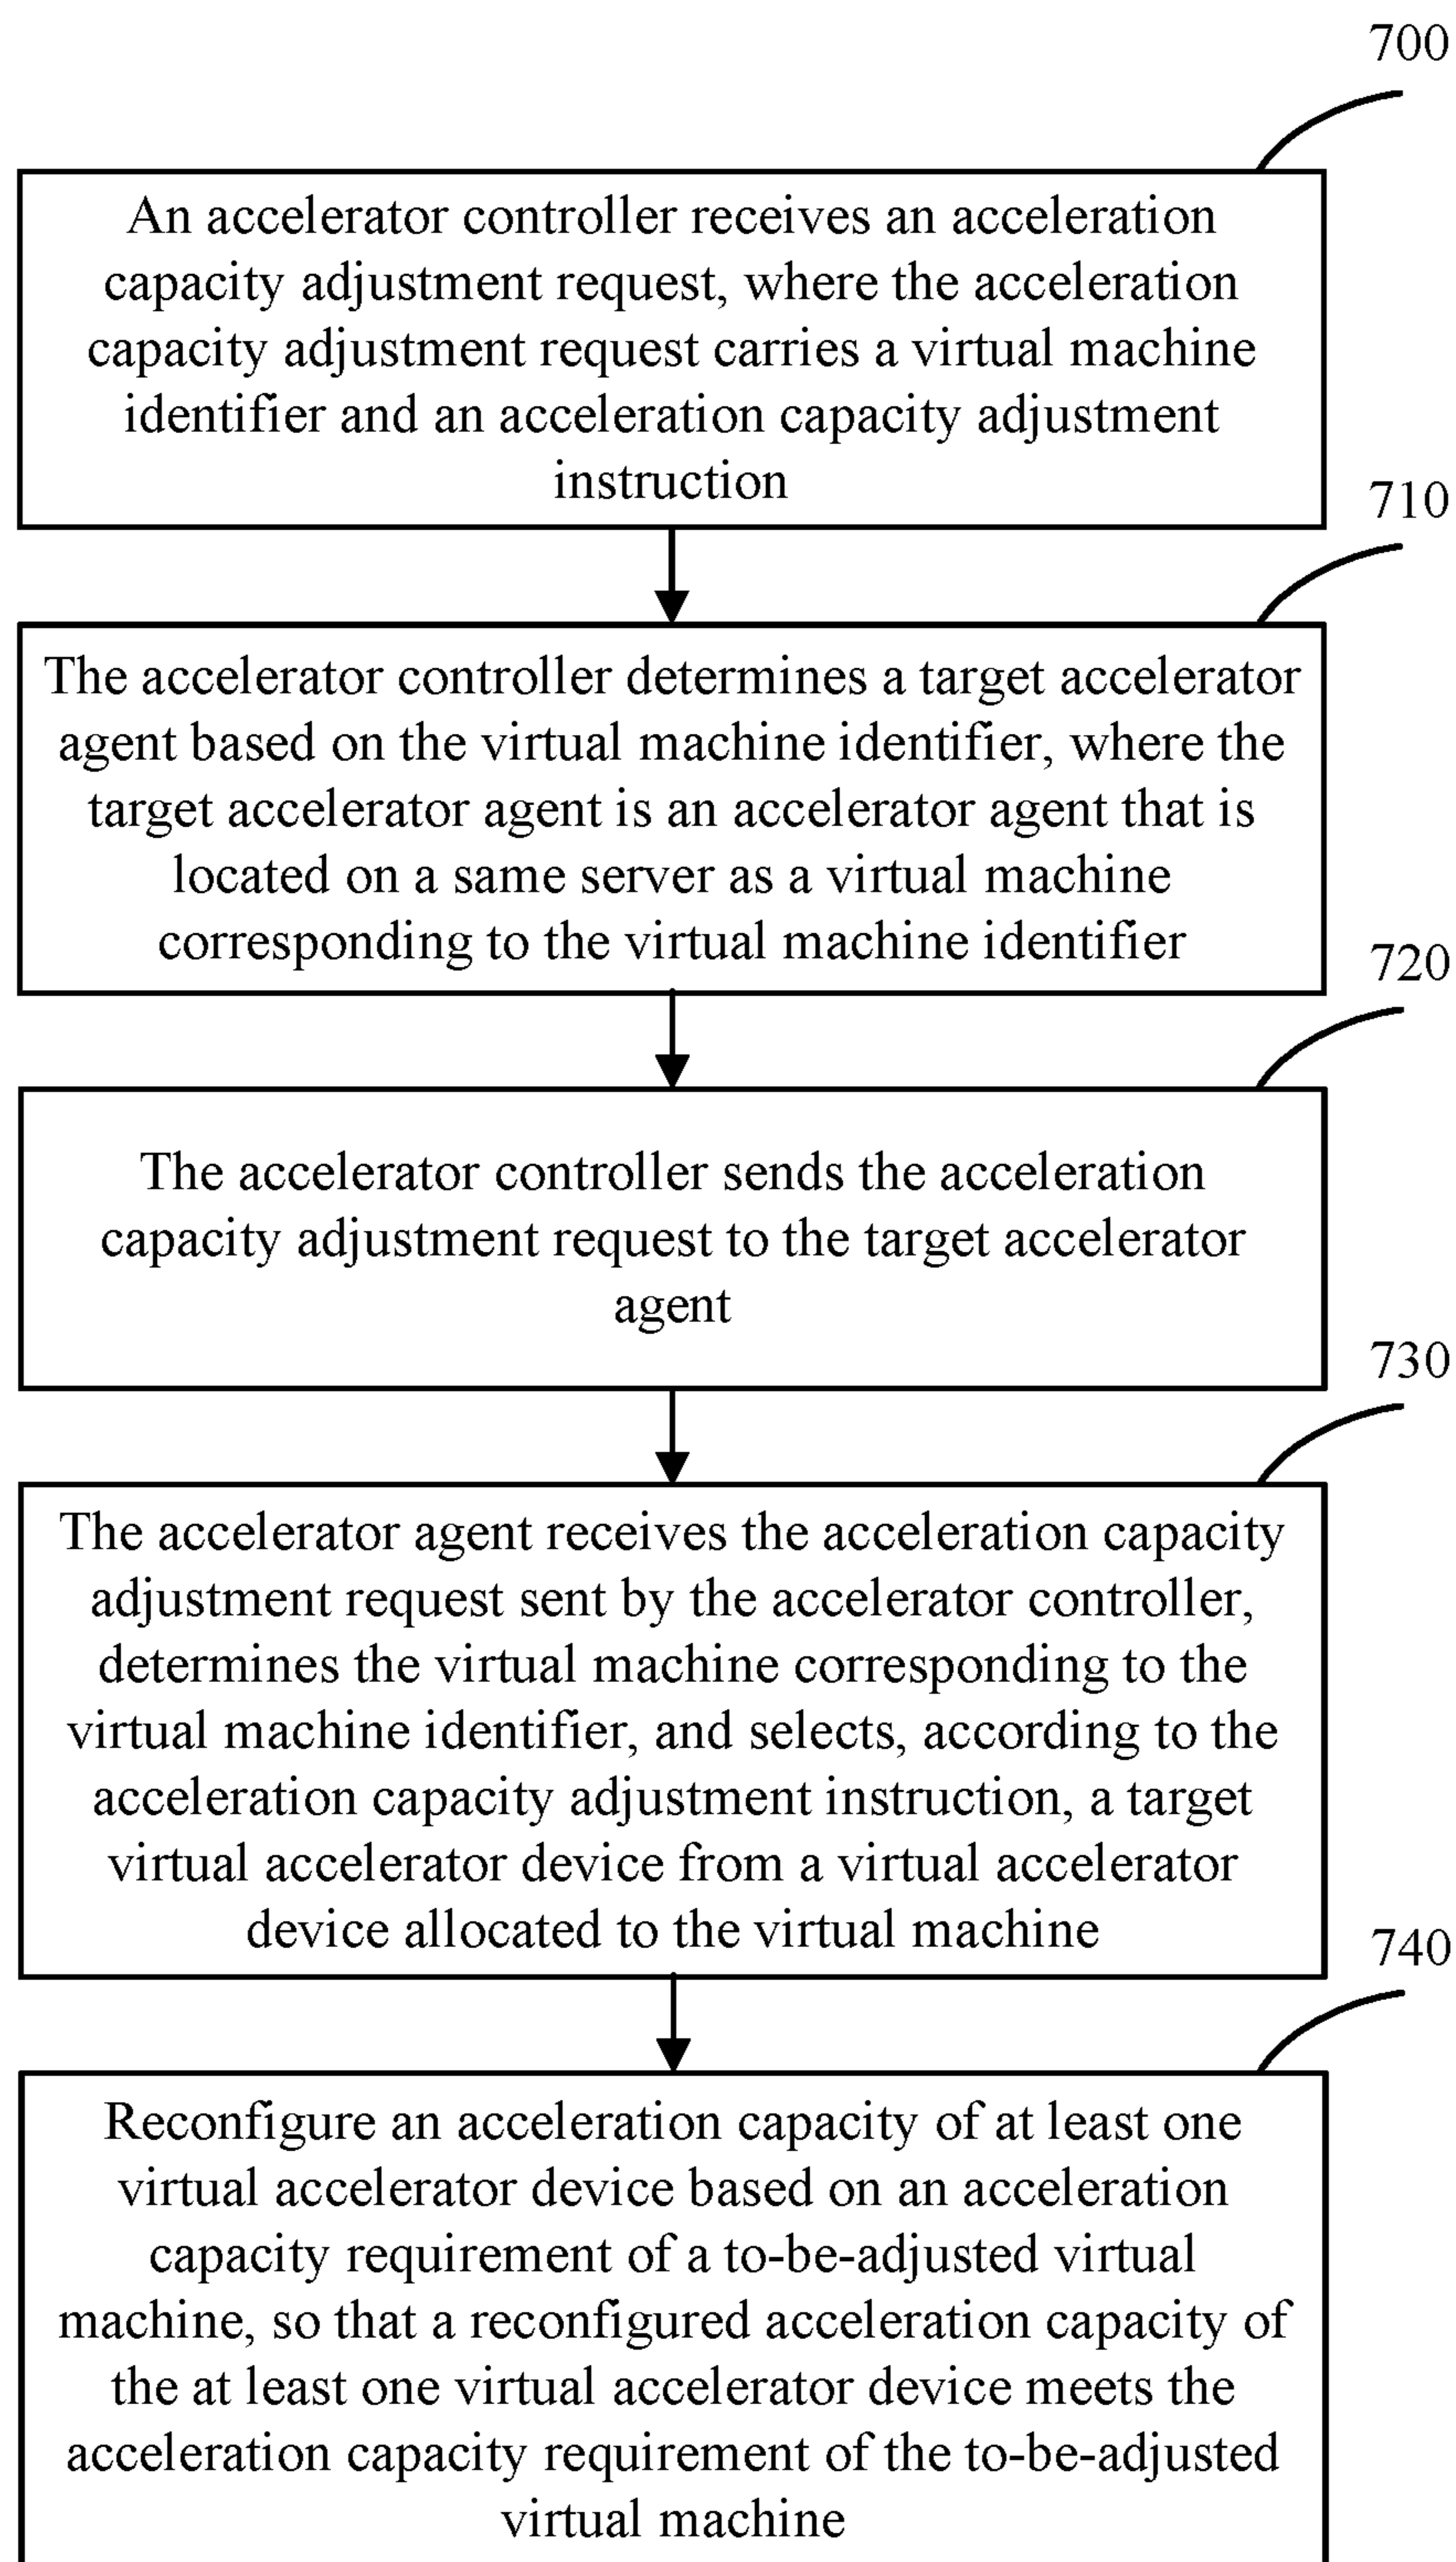 700
An accelerator controller receives an acceleration
capacity adjustment request, where the acceleration
capacity adjustment request carries a virtual machine
identifier and an acceleration capacity adjustment
instruction
710
The accelerator controller determines a target accelerator
agent based on the virtual machine identifier, where the
target accelerator agent is an accelerator agent that is
located on a same server as a virtual machine
corresponding to the virtual machine identifier
720
The accelerator controller sends the acceleration
capacity adjustment request to the target accelerator
agent
730
The accelerator agent receives the acceleration capacity
adjustment request sent by the accelerator controller,
determines the virtual machine corresponding to the
virtual machine identifier, and selects, according to the
acceleration capacity adjustment instruction, a target
virtual accelerator device from a virtual accelerator
device allocated to the virtual machine
740
Reconfigure an acceleration capacity of at least one
virtual accelerator device based on an acceleration
capacity requirement of a to-be-adjusted virtual
machine, so that a reconfigured acceleration capacity of
the at least one virtual accelerator device meets the
acceleration capacity requirement of the to-be-adjusted
virtual machine